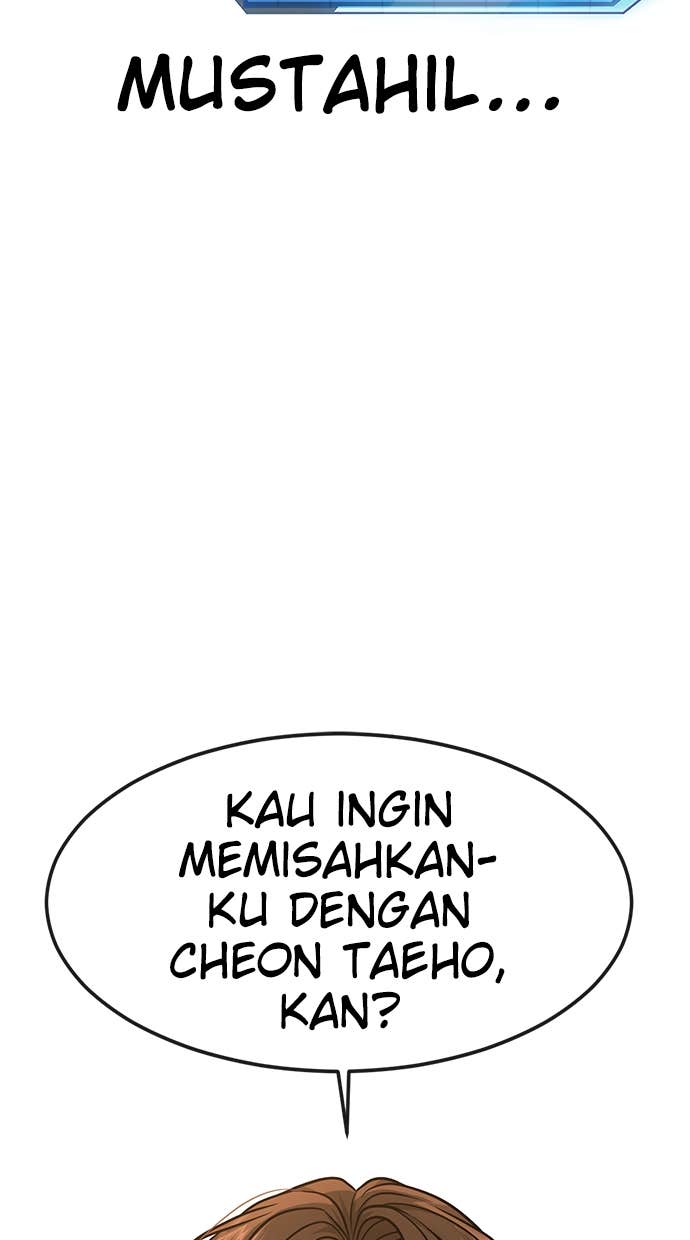 MUSTAHIL...
KAU INGIN
MEMISAHKAN-
KU DENGAN
CHEON TAEHO,
KAN?